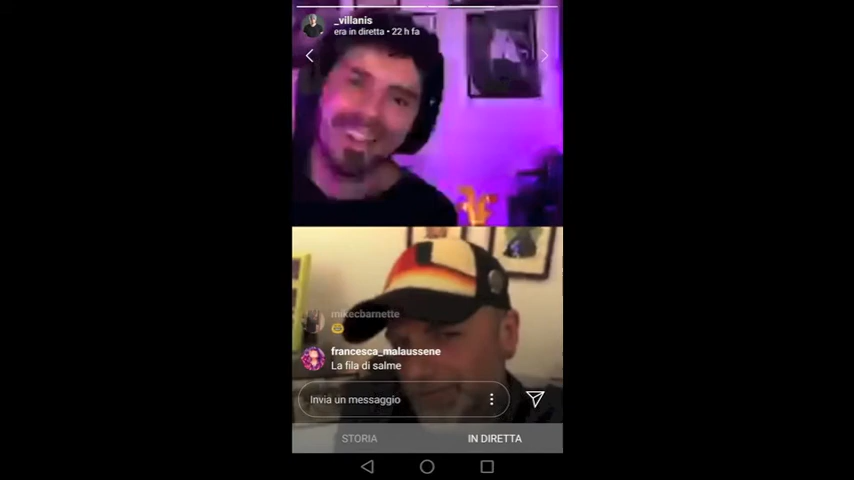 _villanis
era in diretta • 22 h fa
mikecbarnette
francesca_malaussene
La fila di salme
Invia un messaggio
STORIA
IN DIRETTA